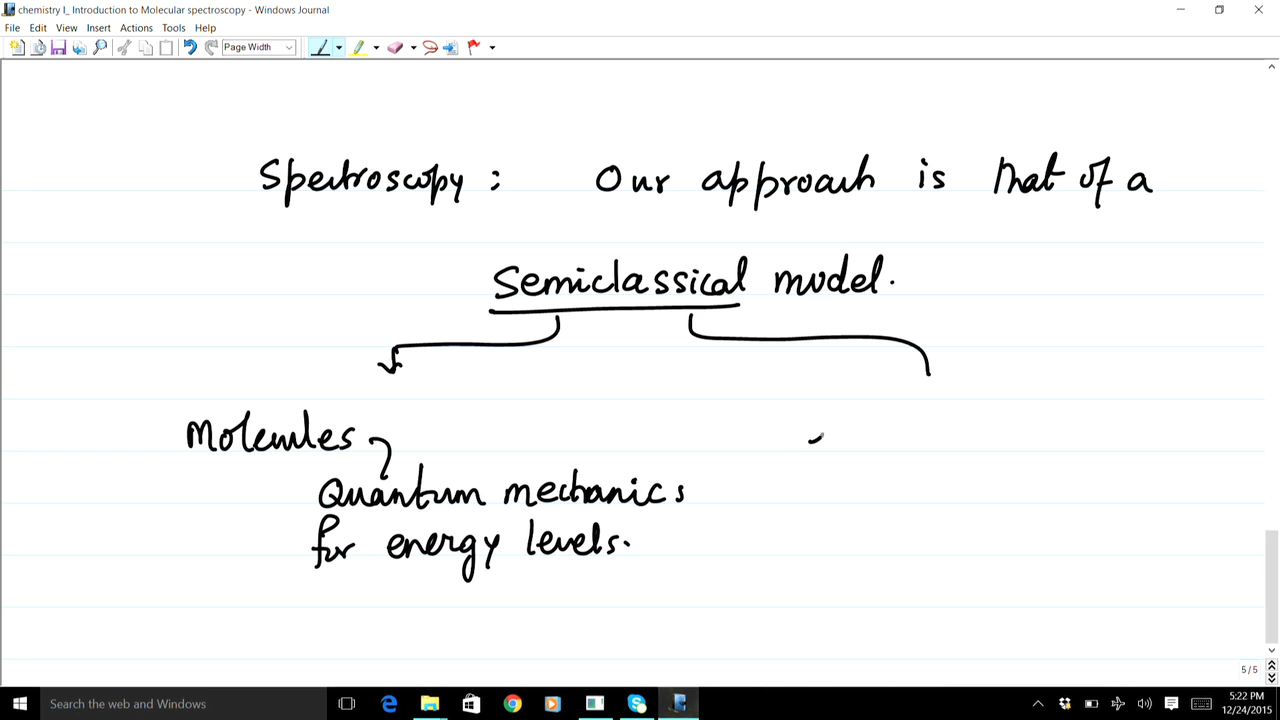 chemistry I_ Introduction to Molecular spectroscopy - Windows Journal
File Edit View Insert Actions Tools Help
Page Width
Spectroscopy : Our approach is that of a
Semiclassical model.
Molecules
Quantum mechanics
for energy levels.
5/5
Search the web and Windows
5:22 PM
12/24/2015